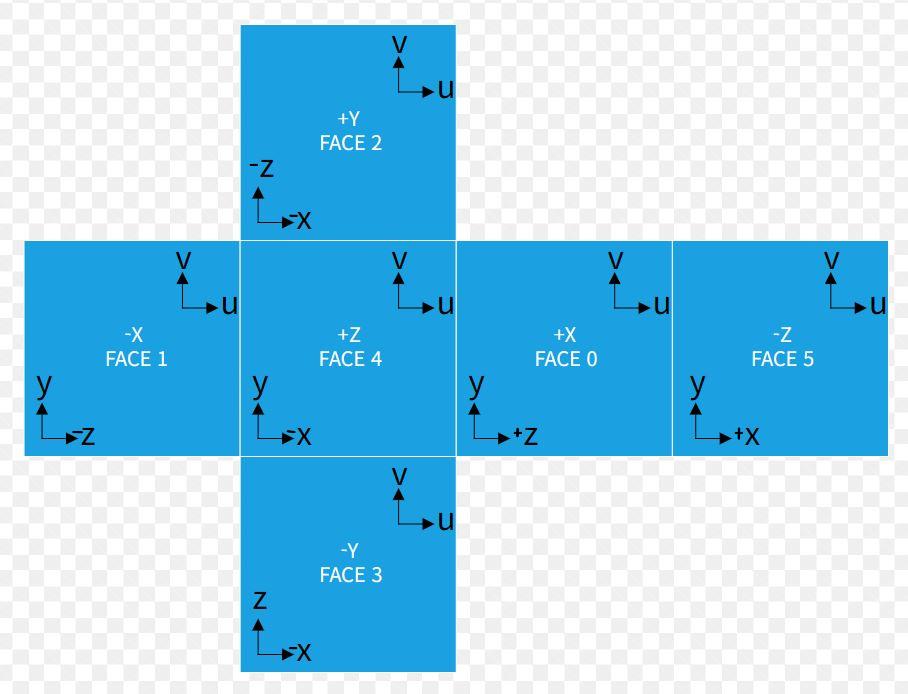 v
u
+Y
FACE 2
-z
-x
v
u
-X
FACE 1
y
-z
v
u
+Z
FACE 4
y
-x
v
u
+X
FACE 0
y
+z
v
u
-Z
FACE 5
y
+x
v
u
-Y
FACE 3
z
-x